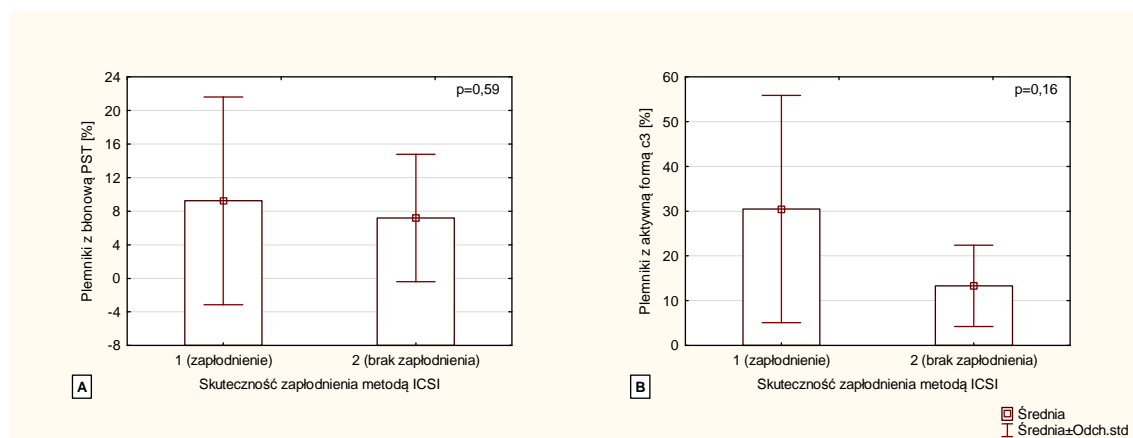 24
20
16
12
8
4
0
-4
-8
Plemniki z błonową PST [%]
p=0,59
1 (zapłodnienie)
2 (brak zapłodnienia)
Skuteczność zapłodnienia metodą ICSI
A
60
50
40
30
20
10
0
Plemniki z aktywną formą c3 [%]
p=0,16
1 (zapłodnienie)
2 (brak zapłodnienia)
Skuteczność zapłodnienia metodą ICSI
B
Średnia
Średnia±Odch.std